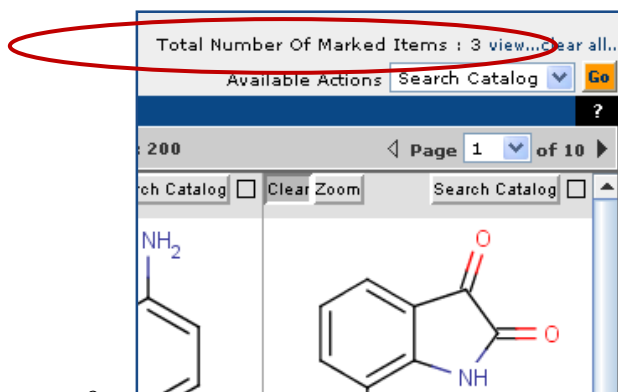 Total Number Of Marked Items : 3 view...clear all..
Available Actions Search Catalog Go
?
: 200 Page 1 of 10
rch Catalog Clear Zoom Search Catalog
NH2
O
O
NH